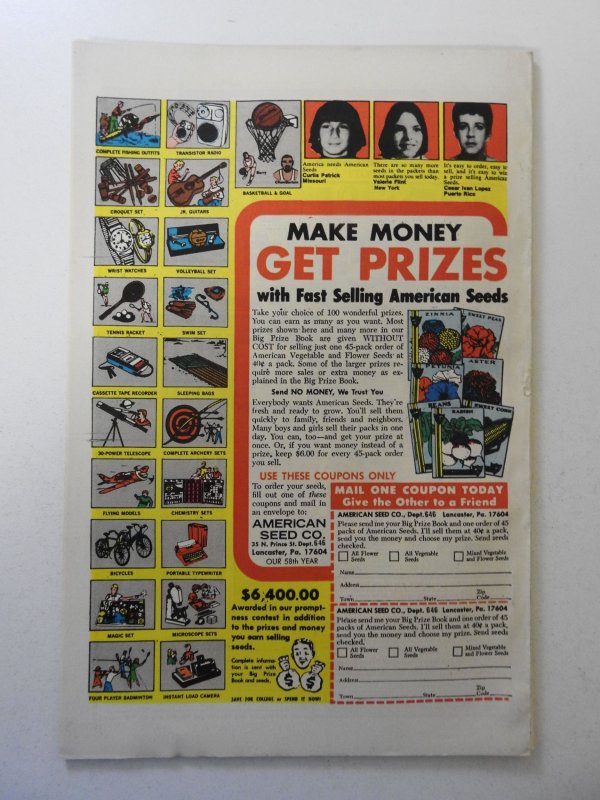 COMPLETE FISHING OUTFITS
TRANSISTOR RADIO
CROQUET SET
JR. GUITARS
WRIST WATCHES
VOLLEYBALL SET
TENNIS RACKET
SWIM SET
CASSETTE TAPE RECORDER
SLEEPING BAGS
30-POWER TELESCOPE
COMPLETE ARCHERY SETS
FLYING MODELS
CHEMISTRY SETS
BICYCLES
PORTABLE TYPEWRITER
MAGIC SET
MICROSCOPE SETS
FOUR PLAYER BADMINTON
INSTANT LOAD CAMERA
BASKETBALL & GOAL
America needs American
Seeds
Curtis Patrick
Missouri
There are so many more
seeds in the packets than
most packets you sell today.
Valerie Flint
New York
It's easy to order, easy to
sell, and it's easy to win
a prize selling American
Seeds.
Cesar Ivan Lopez
Puerto Rico
MAKE MONEY
GET PRIZES
with Fast Selling American Seeds
Take your choice of 100 wonderful prizes.
You can earn as many as you want. Most
prizes shown here and many more in our
Big Prize Book are given WITHOUT
COST for selling just one 45-pack order of
American Vegetable and Flower Seeds at
40¢ a pack. Some of the larger prizes re-
quire more sales or extra money as ex-
plained in the Big Prize Book.
Send NO MONEY, We Trust You
Everybody wants American Seeds. They're
fresh and ready to grow. You'll sell them
quickly to family, friends and neighbors.
Many boys and girls sell their packs in one
day. You can, too—and get your prize at
once. Or, if you want money instead of a
prize, keep $6.00 for every 45-pack order
you sell.
ZINNIA
SWEET PEAS
PETUNIA
ASTER
BEANS
RADISH
SWEET CORN
USE THESE COUPONS ONLY
To order your seeds,
fill out one of these
coupons and mail in
an envelope to:
AMERICAN
SEED CO.
35 N. Prince St. Dept. 646
Lancaster, Pa. 17604
OUR 58th YEAR
$6,400.00
Awarded in our prompt-
ness contest in addition
to the prizes and money
you earn selling
seeds.
Complete informa-
tion is sent with
your Big Prize
Book and seeds.
SAVE FOR COLLEGE or SPEND IT NOW!
MAIL ONE COUPON TODAY
Give the Other to a Friend
AMERICAN SEED CO., Dept. 646 Lancaster, Pa. 17604
Please send me your Big Prize Book and one order of 45
packs of American Seeds. I'll sell them at 40¢ a pack,
send you the money and choose my prize. Send seeds
checked.
All Flower Seeds
All Vegetable Seeds
Mixed Vegetable and Flower Seeds
Name
Address
Town State Zip Code
AMERICAN SEED CO., Dept. 646 Lancaster, Pa. 17604
Please send me your Big Prize Book and one order of 45
packs of American Seeds. I'll sell them at 40¢ a pack,
send you the money and choose my prize. Send seeds
checked.
All Flower Seeds
All Vegetable Seeds
Mixed Vegetable and Flower Seeds
Name
Address
Town State Zip Code